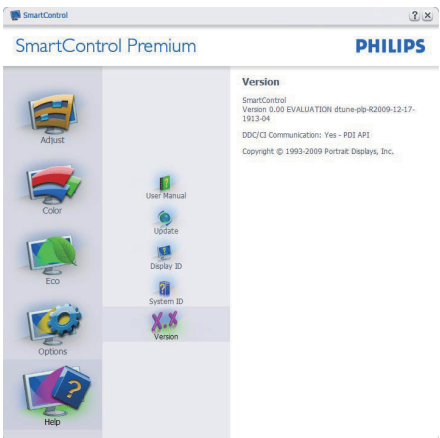 SmartControl
? x
SmartControl Premium
PHILIPS
Adjust
Color
Eco
Options
Help
User Manual
Update
Display ID
System ID
X.X
Version
Version
SmartControl
Version 0.00 EVALUATION dtune-plp-R2009-12-17-
1913-04
DDC/CI Communication: Yes - PDI API
Copyright © 1993-2009 Portrait Displays, Inc.